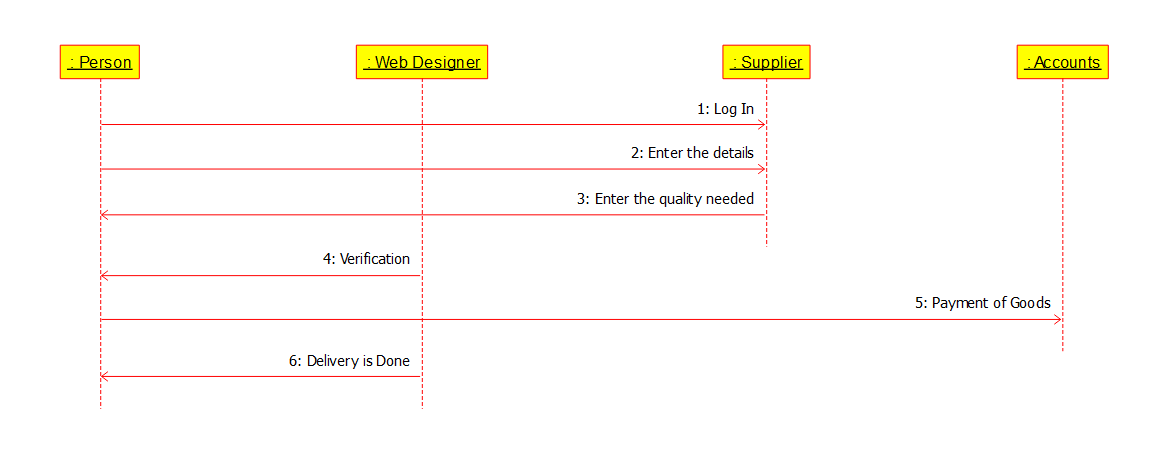 : Person
: Web Designer
: Supplier
: Accounts
1: Log In
2: Enter the details
3: Enter the quality needed
4: Verification
5: Payment of Goods
6: Delivery is Done